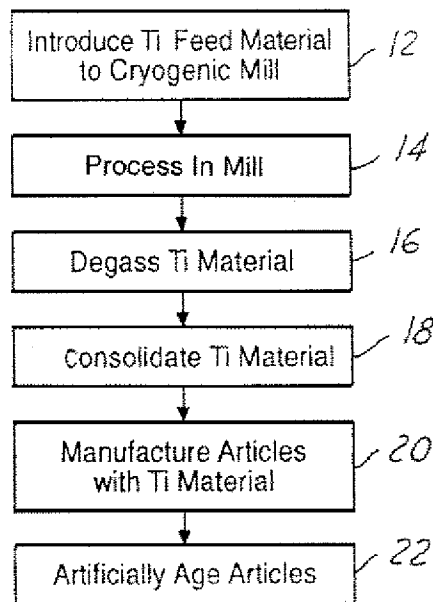 Introduce Ti Feed Material
to Cryogenic Mill
12
Process In Mill
14
Degass Ti Material
16
Consolidate Ti Material
18
Manufacture Articles
with Ti Material
20
Artificially Age Articles
22